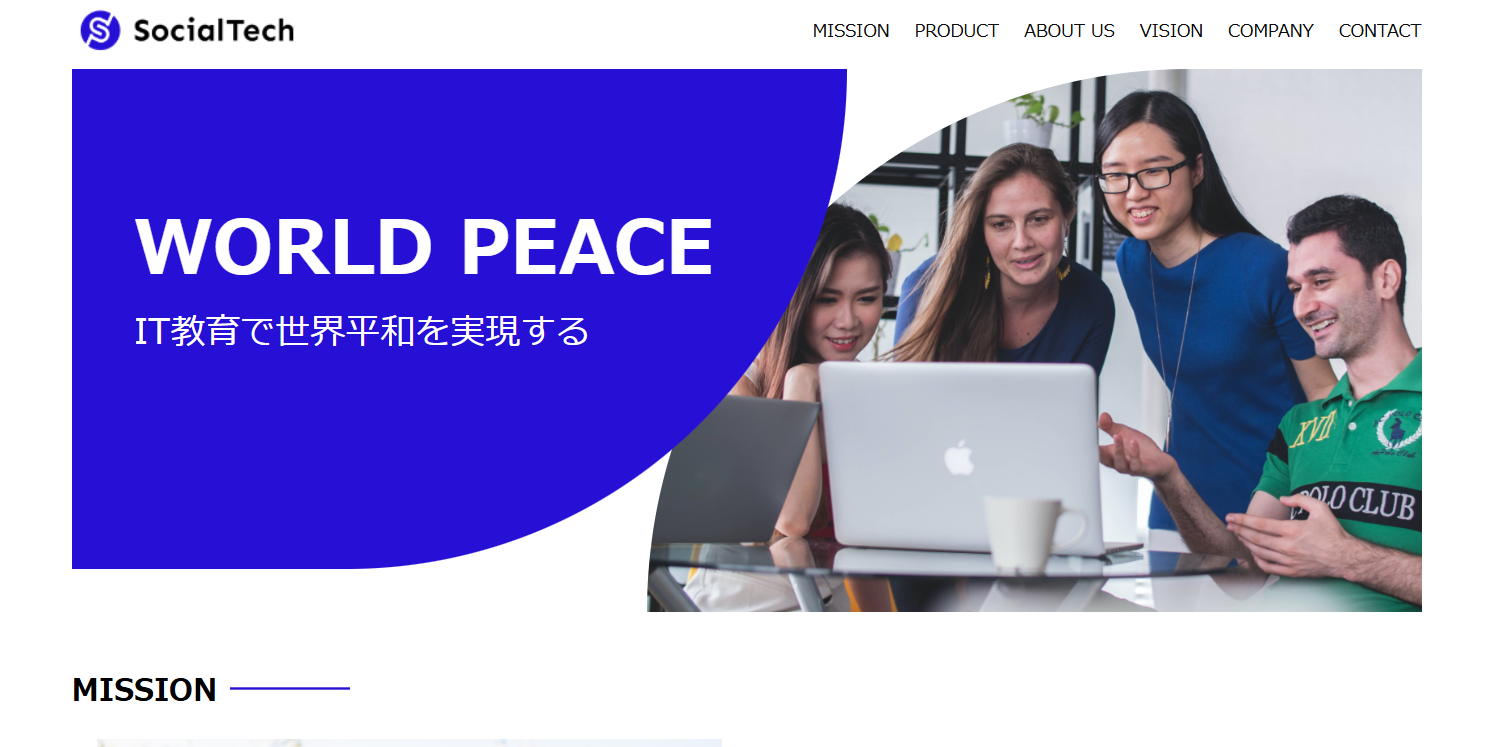 SocialTech
MISSION PRODUCT ABOUT US VISION COMPANY CONTACT
WORLD PEACE
IT教育で世界平和を実現する
XVII
POLO CLUB
MISSION